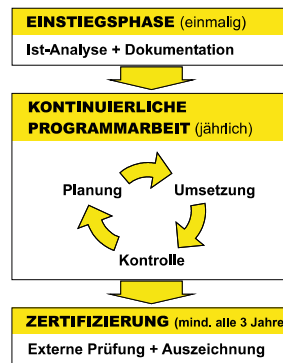 EINSTIEGSPHASE (einmalig)
Ist-Analyse + Dokumentation
KONTINUIERLICHE
PROGRAMMARBEIT (jährlich)
Planung
Umsetzung
Kontrolle
ZERTIFIZIERUNG (mind. alle 3 Jahre
Externe Prüfung + Auszeichnung